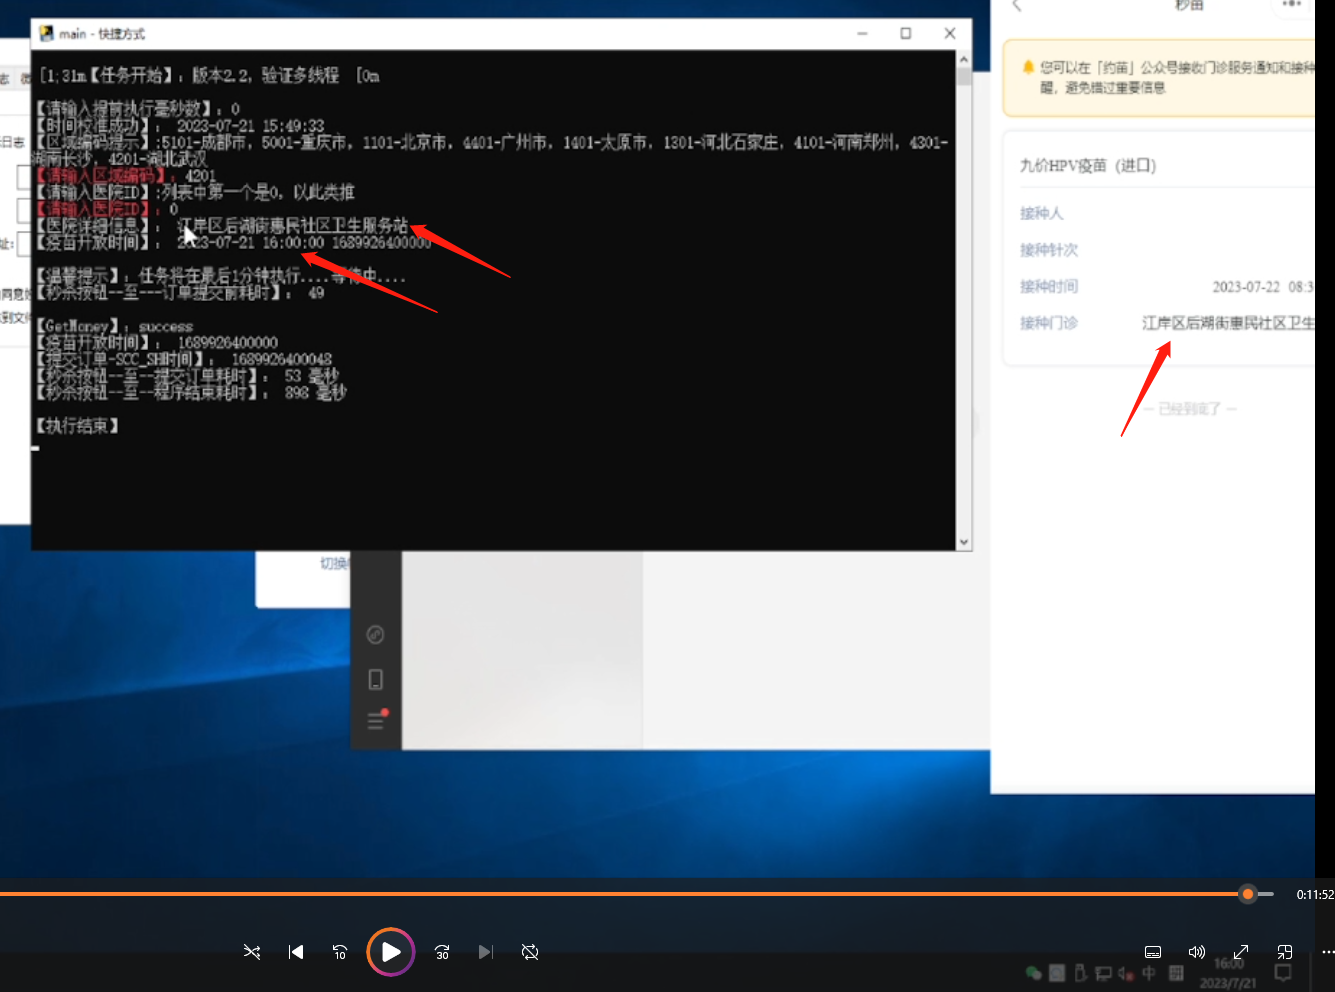 main - 快捷方式
[1;31m【任务开始】：版本2.2，验证多线程  [0m
【请输入提前执行毫秒数】：0
【时间校准成功】： 2023-07-21 15:49:33
【区域编码提示】:5101-成都市，5001-重庆市，1101-北京市，4401-广州市，1401-太原市，1301-河北石家庄，4101-河南郑州，4301-
湖南长沙，4201-湖北武汉
【请输入区域编码】：4201
【请输入医院ID】:列表中第一个是0，以此类推
【请输入医院ID】：0
【医院详细信息】： 江岸区后湖街惠民社区卫生服务站
【疫苗开放时间】： 2023-07-21 16:00:00 1689926400000
【温馨提示】：任务将在最后1分钟执行....等待中....
【秒杀按钮--至---订单提交前耗时】： 49
【GetMoney】：success
【疫苗开放时间】： 1689926400000
【提交订单-SCC_SH时间】： 1689926400048
【秒杀按钮--至--提交订单耗时】： 53 毫秒
【秒杀按钮--至--程序结束耗时】： 898 毫秒
【执行结束】
秒苗
您可以在「约苗」公众号接收门诊服务通知和接种
醒，避免错过重要信息
九价HPV疫苗（进口）
接种人
接种针次
接种时间 2023-07-22 08:3
接种门诊 江岸区后湖街惠民社区卫生
— 已经到底了 —
志
日志
址:
切换
0:11:52
10
30
中
16:00
2023/7/21